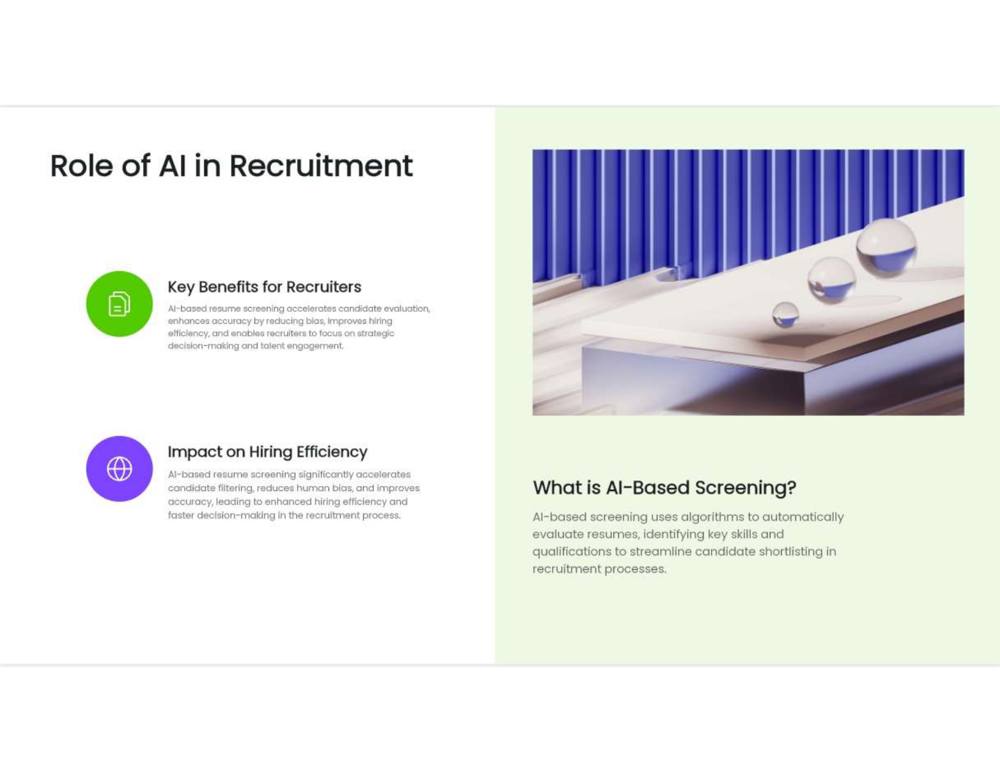 Role of AI in Recruitment
Key Benefits for Recruiters
AI-based resume screening accelerates candidate evaluation,
enhances accuracy by reducing bias, improves hiring
efficiency, and enables recruiters to focus on strategic
decision-making and talent engagement.
Impact on Hiring Efficiency
AI-based resume screening significantly accelerates
candidate filtering, reduces human bias, and improves
accuracy, leading to enhanced hiring efficiency and
faster decision-making in the recruitment process.
What is AI-Based Screening?
AI-based screening uses algorithms to automatically
evaluate resumes, identifying key skills and
qualifications to streamline candidate shortlisting in
recruitment processes.